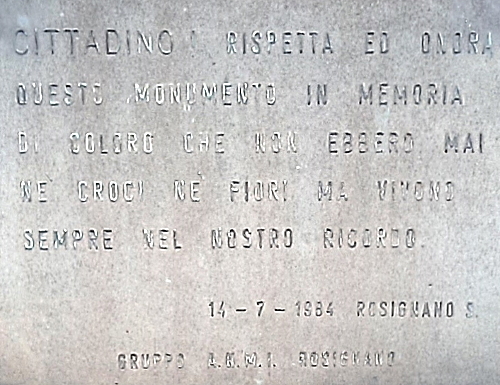 CITTADINO! RISPETTA ED ONORA
QUESTO MONUMENTO IN MEMORIA
DI COLORO CHE NON EBBERO MAI
NÈ CROCI NÈ FIORI MA VIVONO
SEMPRE NEL NOSTRO RICORDO.
14-7-1984 ROSIGNANO S.
GRUPPO A.N.M.I. ROSIGNANO